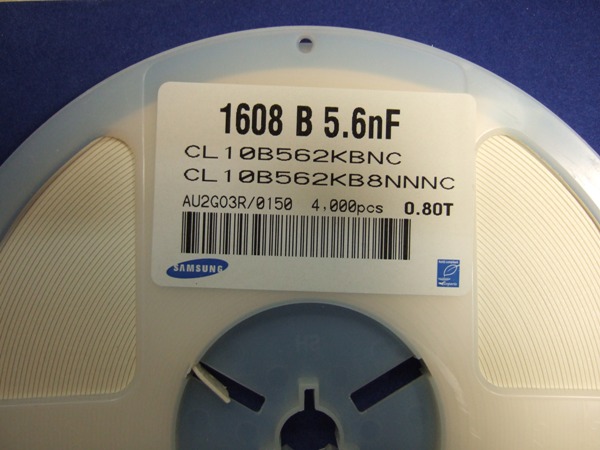 1608 B 5.6nF
CL10B562KBNC
CL10B562KB8NNNC
AU2G03R/0150 4,000pcs 0.80T
SAMSUNG